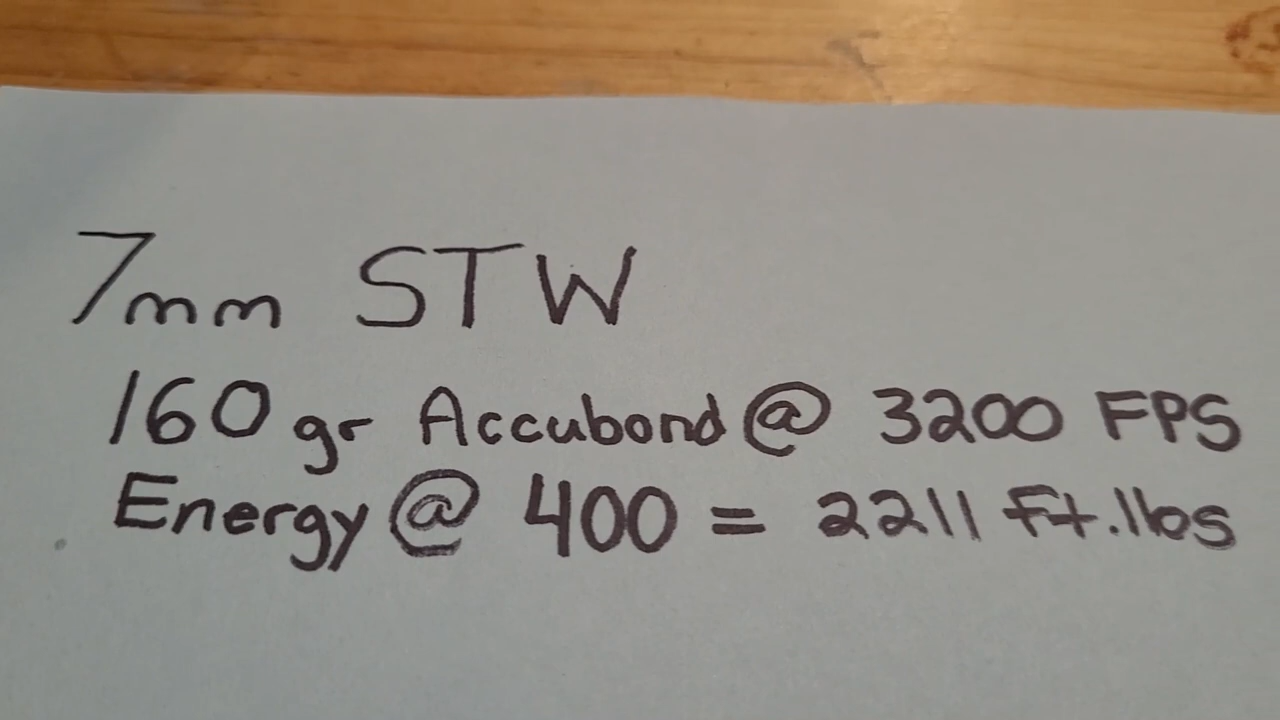 7mm STW
160 gr Accubond @ 3200 FPS
Energy @ 400 = 2211 ft.lbs